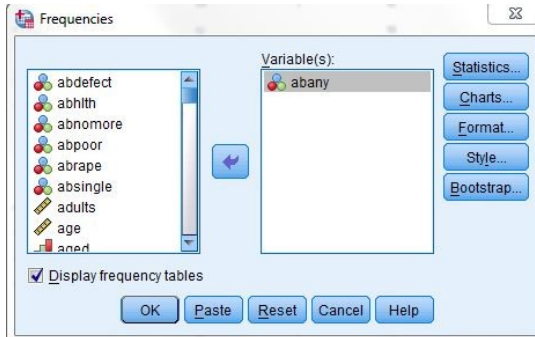 Frequencies
Variable(s):
abdefect
abhlth
abnomore
abpoor
abrape
absingle
adults
age
aged
abany
Statistics...
Charts...
Format...
Style...
Bootstrap...
Display frequency tables
OK Paste Reset Cancel Help